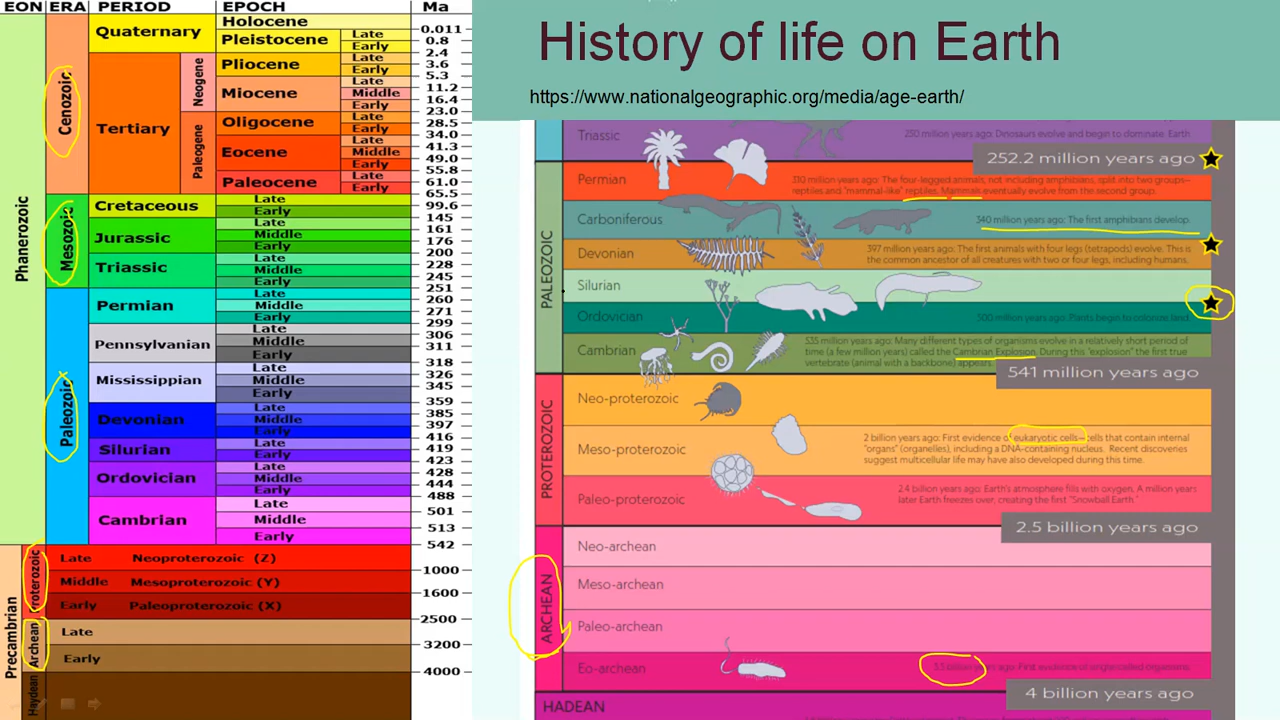 EON ERA PERIOD EPOCH Ma
Phanerozoic
Precambrian
Cenozoic
Mesozoic
Paleozoic
Proterozoic
Archean
Haydean
Quaternary
Tertiary
Neogene
Paleogene
Holocene
Pleistocene Late
Early
Pliocene Late
Early
Miocene Late
Middle
Early
Oligocene Late
Early
Eocene Late
Middle
Early
Paleocene Late
Early
Cretaceous Late
Early
Jurassic Late
Middle
Early
Triassic Late
Middle
Early
Permian Late
Middle
Early
Pennsylvanian Late
Middle
Early
Mississippian Late
Middle
Early
Devonian Late
Middle
Early
Silurian Late
Early
Ordovician Late
Middle
Early
Cambrian Late
Middle
Early
Late Neoproterozoic (Z)
Middle Mesoproterozoic (Y)
Early Paleoproterozoic (X)
Late
Early
0.011
0.8
2.4
3.6
5.3
11.2
16.4
23.0
28.5
34.0
41.3
49.0
55.8
61.0
65.5
99.6
145
161
176
200
228
245
251
260
271
299
306
311
318
326
345
359
385
397
416
419
423
428
444
488
501
513
542
1000
1600
2500
3200
4000
History of life on Earth
https://www.nationalgeographic.org/media/age-earth/
Triassic
230 million years ago: Dinosaurs evolve and begin to dominate Earth.
252.2 million years ago
PALEOZOIC
Permian
310 million years ago: The four-legged animals, not including amphibians, split into two groups—
reptiles and "mammal-like" reptiles. Mammals eventually evolve from the second group.
Carboniferous
340 million years ago: The first amphibians develop.
Devonian
397 million years ago: The first animals with four legs (tetrapods) evolve. This is
the common ancestor of all creatures with two or four legs, including humans.
Silurian
Ordovician
500 million years ago: Plants begin to colonize land.
Cambrian
535 million years ago: Many different types of organisms evolve in a relatively short period of
time (a few million years) called the Cambrian Explosion. During this "explosion" the first true
vertebrate (animal with a backbone) appears.
541 million years ago
PROTEROZOIC
Neo-proterozoic
Meso-proterozoic
2 billion years ago: First evidence of eukaryotic cells—cells that contain internal
"organs" (organelles), including a DNA-containing nucleus. Recent discoveries
suggest multicellular life may have also developed during this time.
Paleo-proterozoic
2.4 billion years ago: Earth's atmosphere fills with oxygen. A million years
later Earth freezes over, creating the first "Snowball Earth."
2.5 billion years ago
ARCHEAN
Neo-archean
Meso-archean
Paleo-archean
Eo-archean
3.5 billion years ago: First evidence of single-celled organisms.
4 billion years ago
HADEAN